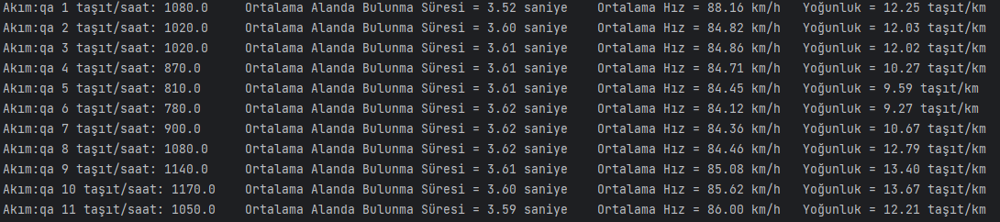 Akım:qa 1 taşıt/saat: 1080.0 Ortalama Alanda Bulunma Süresi = 3.52 saniye Ortalama Hız = 88.16 km/h Yoğunluk = 12.25 taşıt/km
Akım:qa 2 taşıt/saat: 1020.0 Ortalama Alanda Bulunma Süresi = 3.60 saniye Ortalama Hız = 84.82 km/h Yoğunluk = 12.03 taşıt/km
Akım:qa 3 taşıt/saat: 1020.0 Ortalama Alanda Bulunma Süresi = 3.61 saniye Ortalama Hız = 84.86 km/h Yoğunluk = 12.02 taşıt/km
Akım:qa 4 taşıt/saat: 870.0 Ortalama Alanda Bulunma Süresi = 3.61 saniye Ortalama Hız = 84.71 km/h Yoğunluk = 10.27 taşıt/km
Akım:qa 5 taşıt/saat: 810.0 Ortalama Alanda Bulunma Süresi = 3.61 saniye Ortalama Hız = 84.45 km/h Yoğunluk = 9.59 taşıt/km
Akım:qa 6 taşıt/saat: 780.0 Ortalama Alanda Bulunma Süresi = 3.62 saniye Ortalama Hız = 84.12 km/h Yoğunluk = 9.27 taşıt/km
Akım:qa 7 taşıt/saat: 900.0 Ortalama Alanda Bulunma Süresi = 3.62 saniye Ortalama Hız = 84.36 km/h Yoğunluk = 10.67 taşıt/km
Akım:qa 8 taşıt/saat: 1080.0 Ortalama Alanda Bulunma Süresi = 3.62 saniye Ortalama Hız = 84.46 km/h Yoğunluk = 12.79 taşıt/km
Akım:qa 9 taşıt/saat: 1140.0 Ortalama Alanda Bulunma Süresi = 3.61 saniye Ortalama Hız = 85.08 km/h Yoğunluk = 13.40 taşıt/km
Akım:qa 10 taşıt/saat: 1170.0 Ortalama Alanda Bulunma Süresi = 3.60 saniye Ortalama Hız = 85.62 km/h Yoğunluk = 13.67 taşıt/km
Akım:qa 11 taşıt/saat: 1050.0 Ortalama Alanda Bulunma Süresi = 3.59 saniye Ortalama Hız = 86.00 km/h Yoğunluk = 12.21 taşıt/km